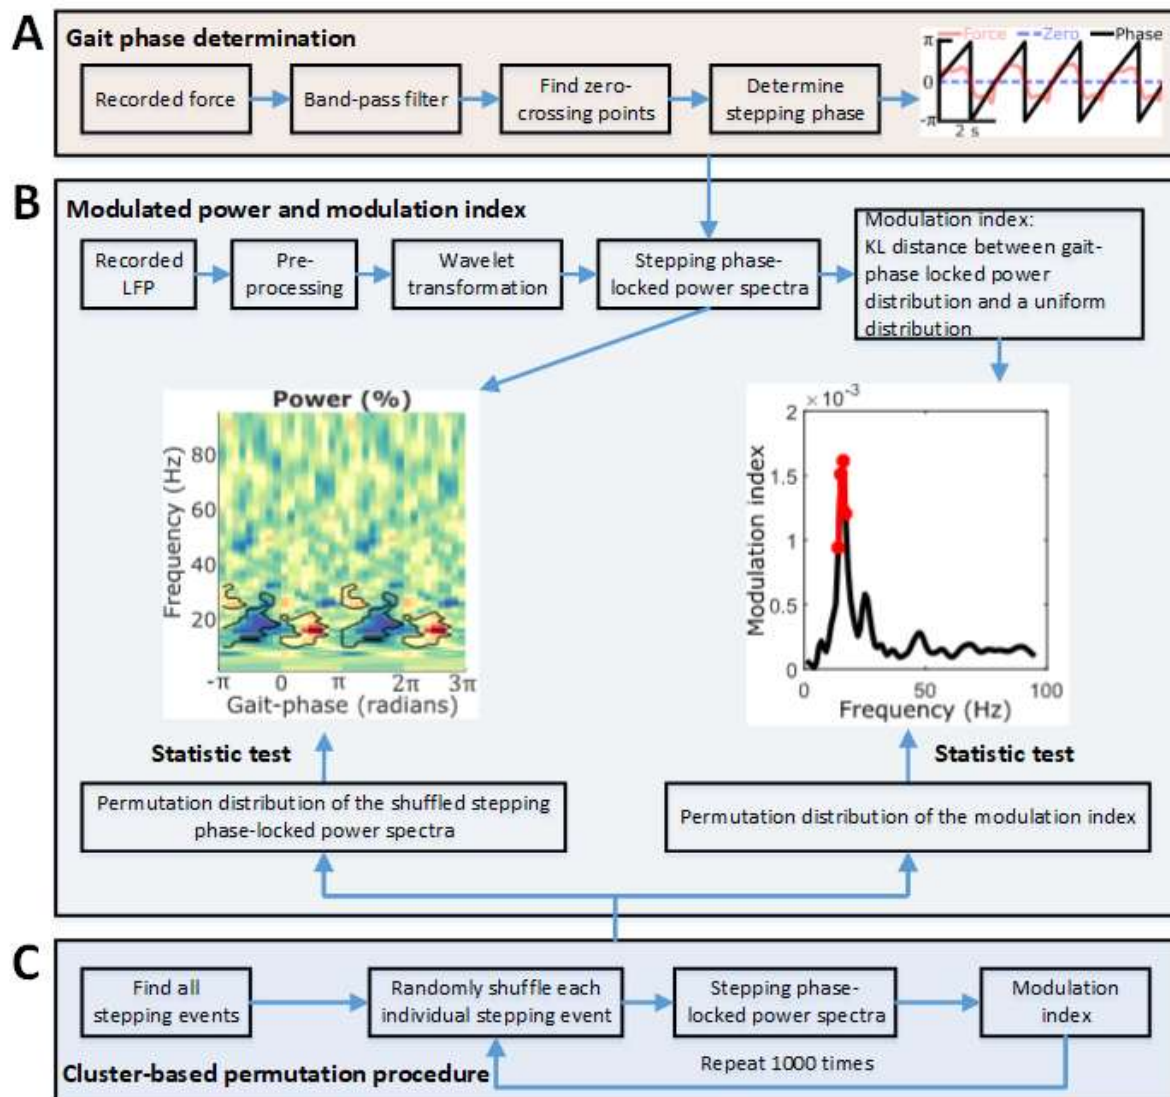 A
Gait phase determination
Recorded force
Band-pass filter
Find zero-
crossing points
Determine
stepping phase
Force Zero Phase
π
0
-π
2 s
B
Modulated power and modulation index
Recorded
LFP
Pre-
processing
Wavelet
transformation
Stepping phase-
locked power spectra
Modulation index:
KL distance between gait-
phase locked power
distribution and a uniform
distribution
Power (%)
Frequency (Hz)
80
60
40
20
-π 0 π 2π 3π
Gait-phase (radians)
×10⁻³
Modulation index
2
1.5
1
0.5
0
0 50 100
Frequency (Hz)
Statistic test
Statistic test
Permutation distribution of the shuffled stepping
phase-locked power spectra
Permutation distribution of the modulation index
C
Find all
stepping events
Randomly shuffle each
individual stepping event
Stepping phase-
locked power spectra
Modulation
index
Repeat 1000 times
Cluster-based permutation procedure